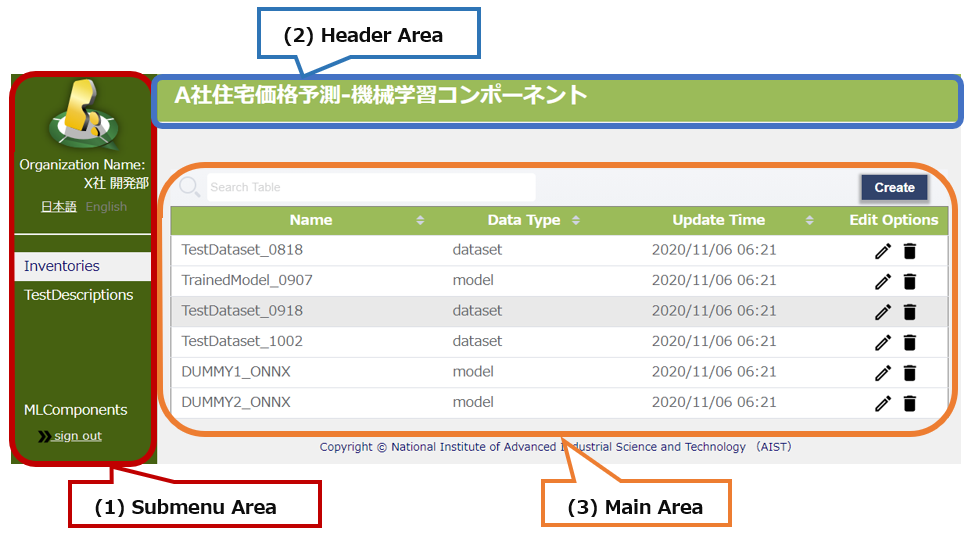 (2) Header Area
A社住宅価格予測-機械学習コンポーネント
Organization Name:
X社 開発部
日本語 English
Inventories
TestDescriptions
MLComponents
sign out
Search Table
Create
Name Data Type Update Time Edit Options
TestDataset_0818 dataset 2020/11/06 06:21
TrainedModel_0907 model 2020/11/06 06:21
TestDataset_0918 dataset 2020/11/06 06:21
TestDataset_1002 dataset 2020/11/06 06:21
DUMMY1_ONNX model 2020/11/06 06:21
DUMMY2_ONNX model 2020/11/06 06:21
Copyright © National Institute of Advanced Industrial Science and Technology （AIST）
(1) Submenu Area
(3) Main Area